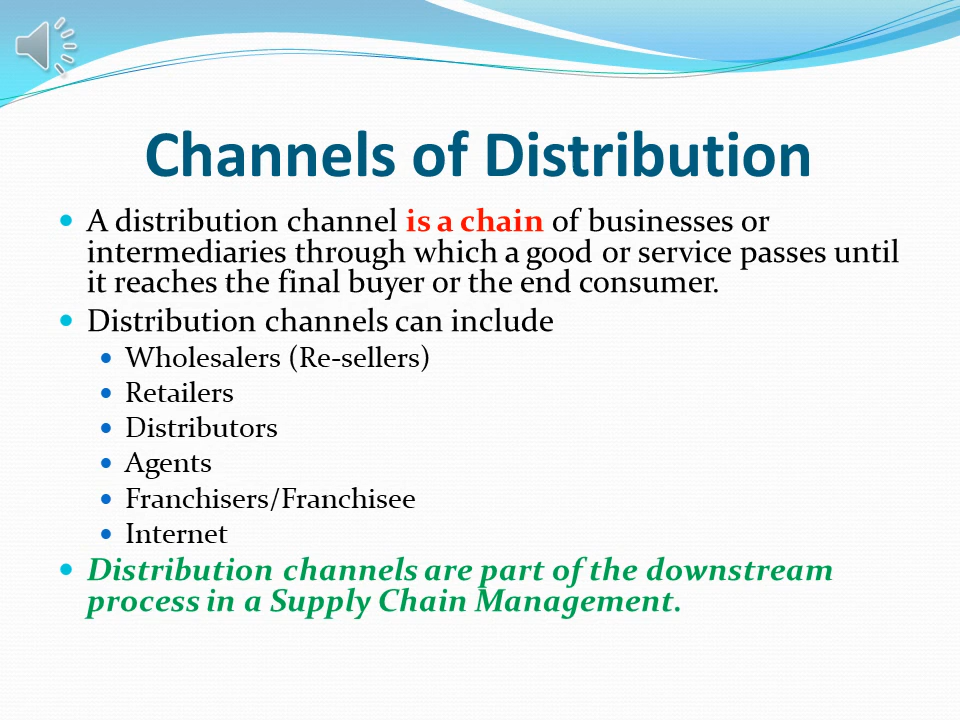 Channels of Distribution
A distribution channel is a chain of businesses or
intermediaries through which a good or service passes until
it reaches the final buyer or the end consumer.
Distribution channels can include
Wholesalers (Re-sellers)
Retailers
Distributors
Agents
Franchisers/Franchisee
Internet
Distribution channels are part of the downstream
process in a Supply Chain Management.